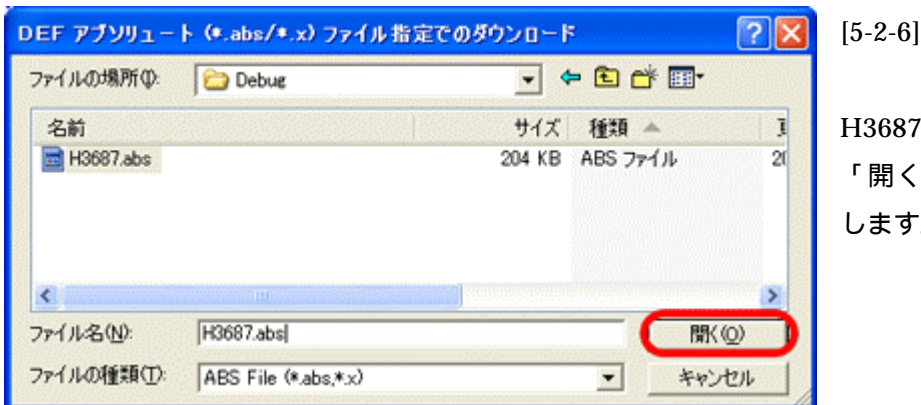 DEF アブソリュート (*.abs/*.x) ファイル指定でのダウンロード
ファイルの場所(I):
Debug
名前
サイズ
種類
H3687.abs
204 KB
ABS ファイル
20
ファイル名(N):
H3687.abs
開く(O)
ファイルの種類(T):
ABS File (*.abs,*.x)
キャンセル
[5-2-6]
H3687
「開く
します